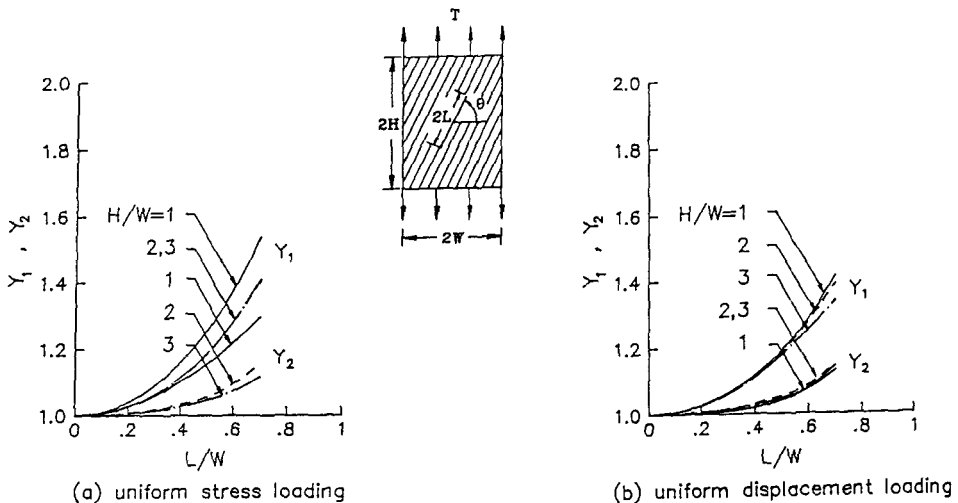 T
2H
2L
θ
2W
2.0
1.8
1.6
1.4
1.2
1.0
Y₁ , Y₂
H/W=1
2,3
1
2
3
Y₁
Y₂
0
.2
.4
.6
.8
1
L/W
(a) uniform stress loading
2.0
1.8
1.6
1.4
1.2
1.0
Y₁ , Y₂
H/W=1
2
3
2,3
1
Y₁
Y₂
0
.2
.4
.6
.8
1
L/W
(b) uniform displacement loading